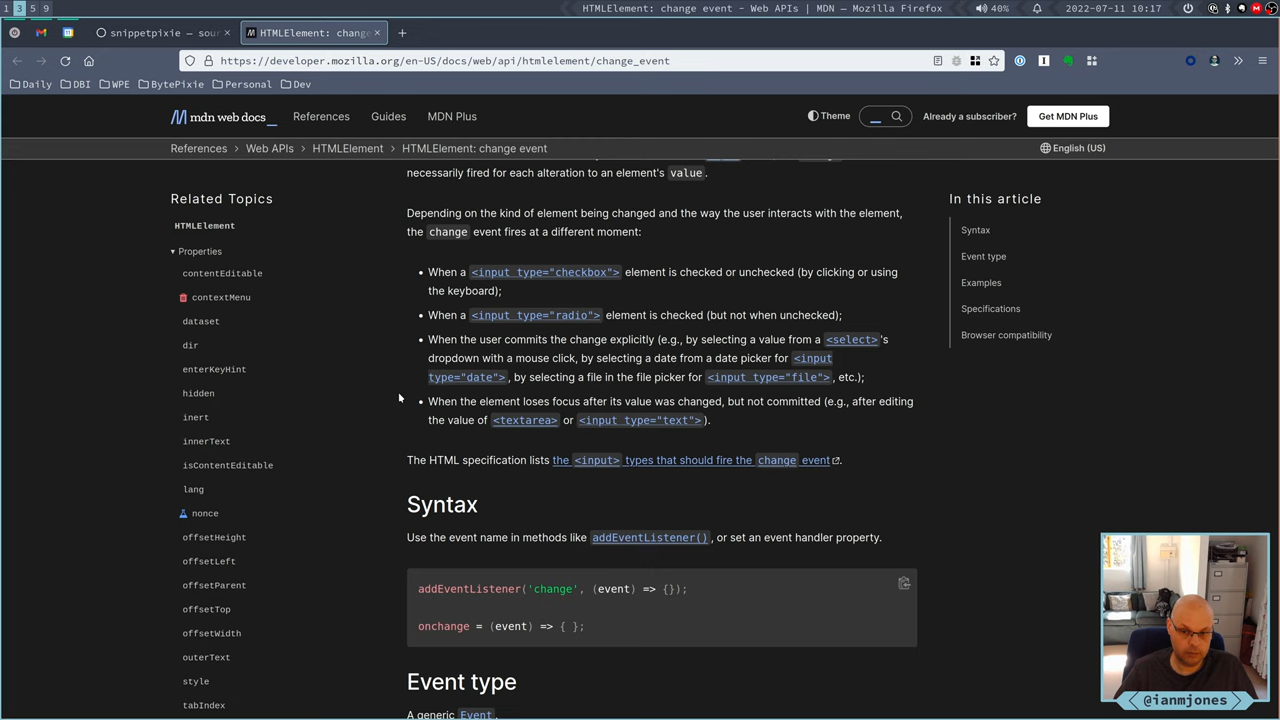 1 3 5 9
HTMLElement: change event - Web APIs | MDN — Mozilla Firefox
40%
2022-07-11 10:17
snippetpixie — sour
HTMLElement: change
https://developer.mozilla.org/en-US/docs/web/api/htmlelement/change_event
Daily DBI WPE BytePixie Personal Dev
mdn web docs_
References Guides MDN Plus
Theme
Already a subscriber?
Get MDN Plus
References > Web APIs > HTMLElement > HTMLElement: change event
English (US)
Related Topics
HTMLElement
Properties
contentEditable
contextMenu
dataset
dir
enterKeyHint
hidden
inert
innerText
isContentEditable
lang
nonce
offsetHeight
offsetLeft
offsetParent
offsetTop
offsetWidth
outerText
style
tabIndex
necessarily fired for each alteration to an element's value.
Depending on the kind of element being changed and the way the user interacts with the element,
the change event fires at a different moment:
• When a <input type="checkbox"> element is checked or unchecked (by clicking or using
the keyboard);
• When a <input type="radio"> element is checked (but not when unchecked);
• When the user commits the change explicitly (e.g., by selecting a value from a <select>'s
dropdown with a mouse click, by selecting a date from a date picker for <input
type="date">, by selecting a file in the file picker for <input type="file">, etc.);
• When the element loses focus after its value was changed, but not committed (e.g., after editing
the value of <textarea> or <input type="text">).
The HTML specification lists the <input> types that should fire the change event.
Syntax
Use the event name in methods like addEventListener(), or set an event handler property.
addEventListener('change', (event) => {});
onchange = (event) => { };
Event type
A generic Event.
In this article
Syntax
Event type
Examples
Specifications
Browser compatibility
@ianmjones